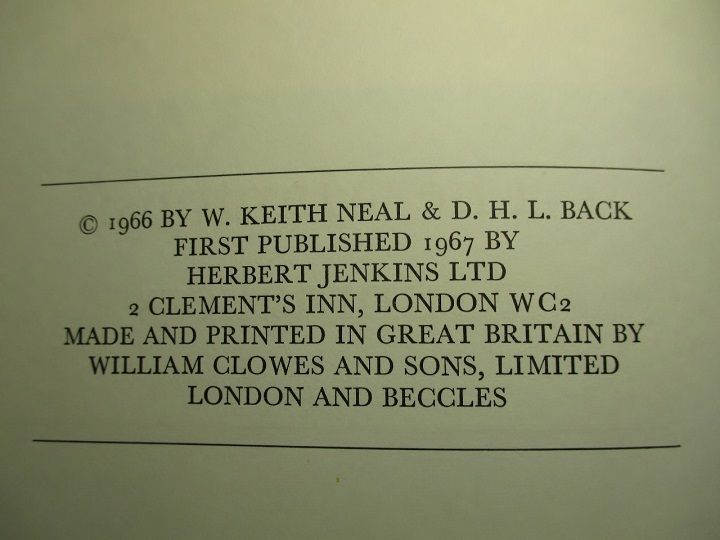 © 1966 BY W. KEITH NEAL & D. H. L. BACK
FIRST PUBLISHED 1967 BY
HERBERT JENKINS LTD
2 CLEMENT'S INN, LONDON WC2
MADE AND PRINTED IN GREAT BRITAIN BY
WILLIAM CLOWES AND SONS, LIMITED
LONDON AND BECCLES